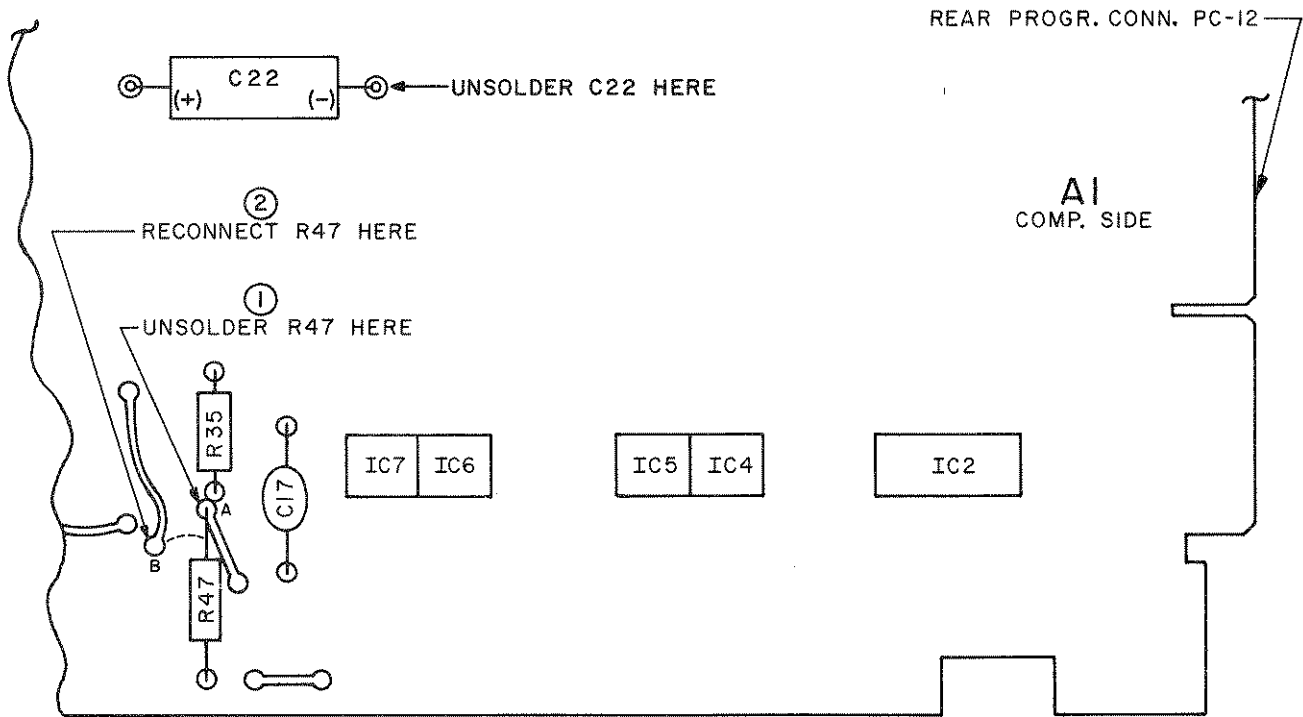 REAR PROGR. CONN. PC-12
C22
(+) (-)
UNSOLDER C22 HERE
A1
COMP. SIDE
2
RECONNECT R47 HERE
1
UNSOLDER R47 HERE
R35
C17
IC7 IC6 IC5 IC4 IC2
A
B
R47